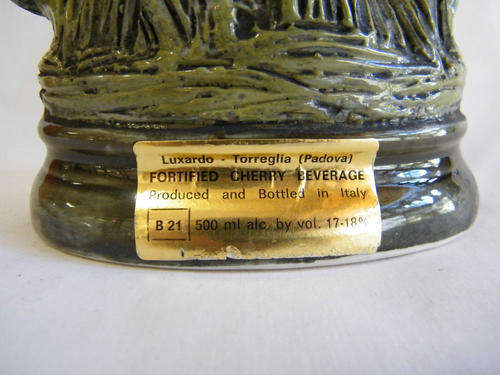 Luxardo - Torreglia (Padova)
FORTIFIED CHERRY BEVERAGE
Produced and Bottled in Italy
B 21 500 ml alc. by vol. 17-18%